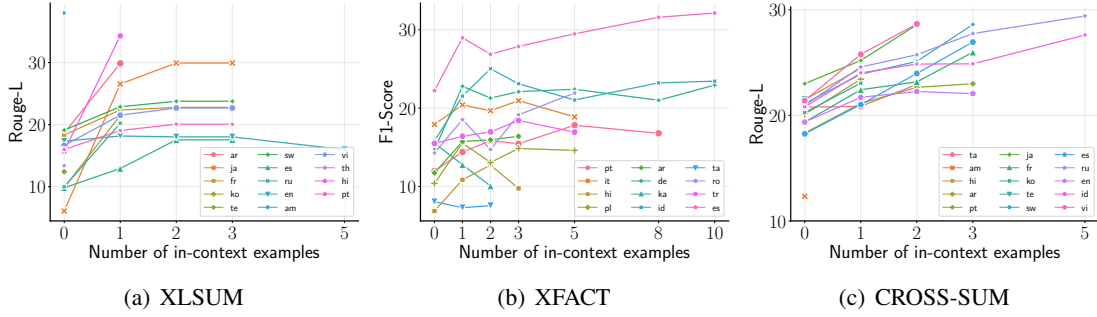 30
20
10
Rouge-L
0 1 2 3 5
Number of in-context examples
ar sw vi
ja es th
fr ru hi
ko en pt
te am
(a) XLSUM
30
20
10
F1-Score
0 1 2 3 5 8 10
Number of in-context examples
pt ar ta
it de ro
hi ka tr
pl id es
(b) XFACT
30
20
10
Rouge-L
0 1 2 3 5
Number of in-context examples
ta ja es
am fr ru
hi ko en
ar te id
pt sw vi
(c) CROSS-SUM